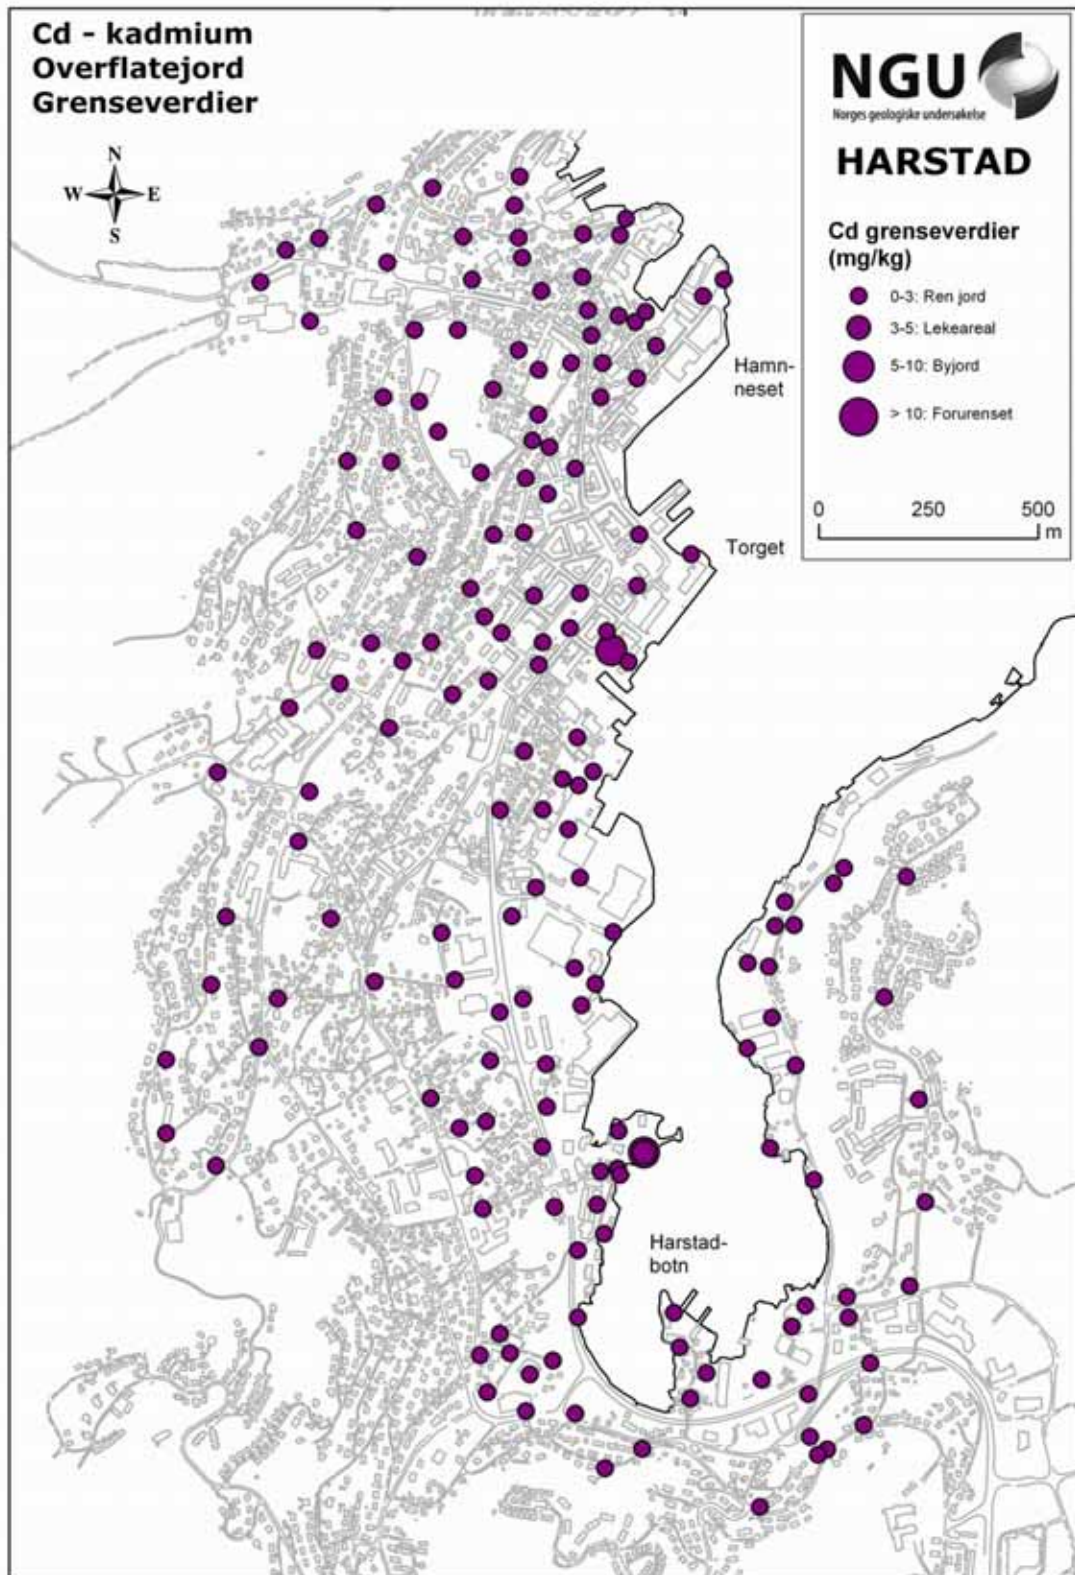 Cd - kadmium
Overflatejord
Grenseverdier
N
W E
S
NGU
Norges geologiske undersøkelse
HARSTAD
Cd grenseverdier
(mg/kg)
0-3: Ren jord
3-5: Lekeareal
5-10: Byjord
> 10: Forurenset
0 250 500
m
Hamn-
neset
Torget
Harstad-
botn